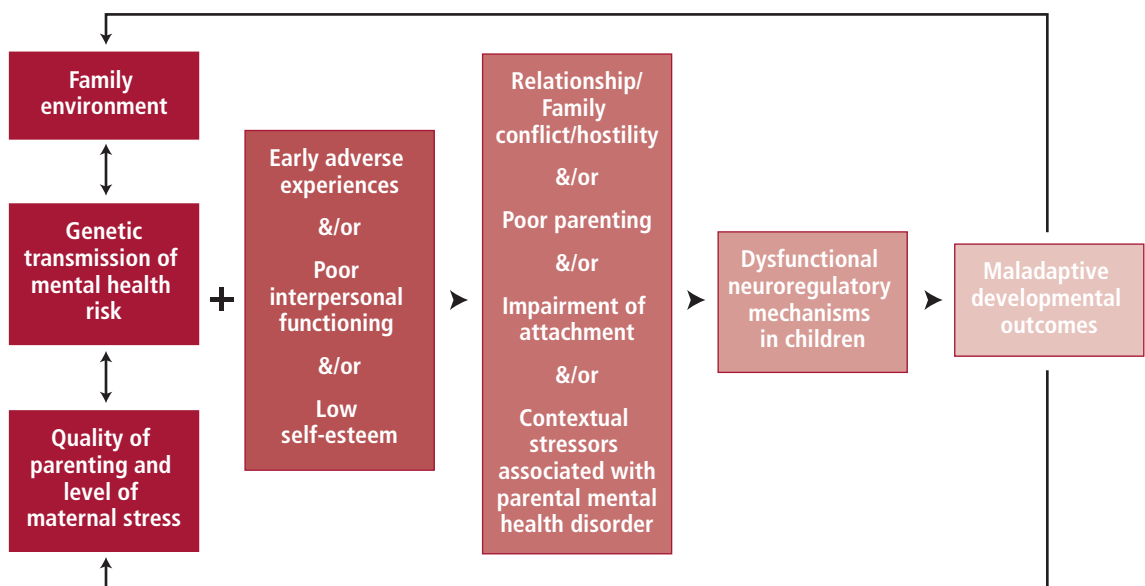 Family
environment
Genetic
transmission of
mental health
risk
Quality of
parenting and
level of
maternal stress
+
Early adverse
experiences
&/or
Poor
interpersonal
functioning
&/or
Low
self-esteem
Relationship/
Family
conflict/hostility
&/or
Poor parenting
&/or
Impairment of
attachment
&/or
Contextual
stressors
associated with
parental mental
health disorder
Dysfunctional
neuroregulatory
mechanisms
in children
Maladaptive
developmental
outcomes